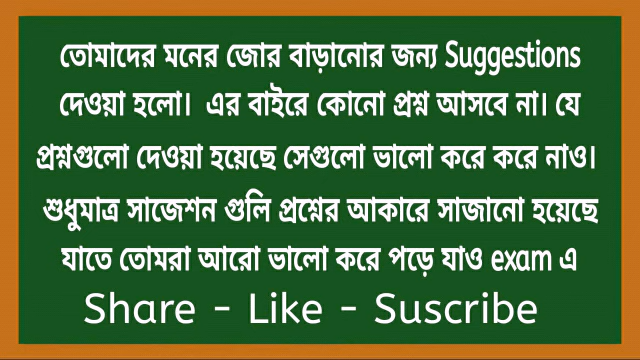 তোমাদের মনের জোর বাড়ানোর জন্য Suggestions
দেওয়া হলো। এর বাইরে কোনো প্রশ্ন আসবে না। যে
প্রশ্নগুলো দেওয়া হয়েছে সেগুলো ভালো করে করে নাও।
শুধুমাত্র সাজেশন গুলি প্রশ্নের আকারে সাজানো হয়েছে
যাতে তোমরা আরো ভালো করে পড়ে যাও exam এ
Share - Like - Suscribe